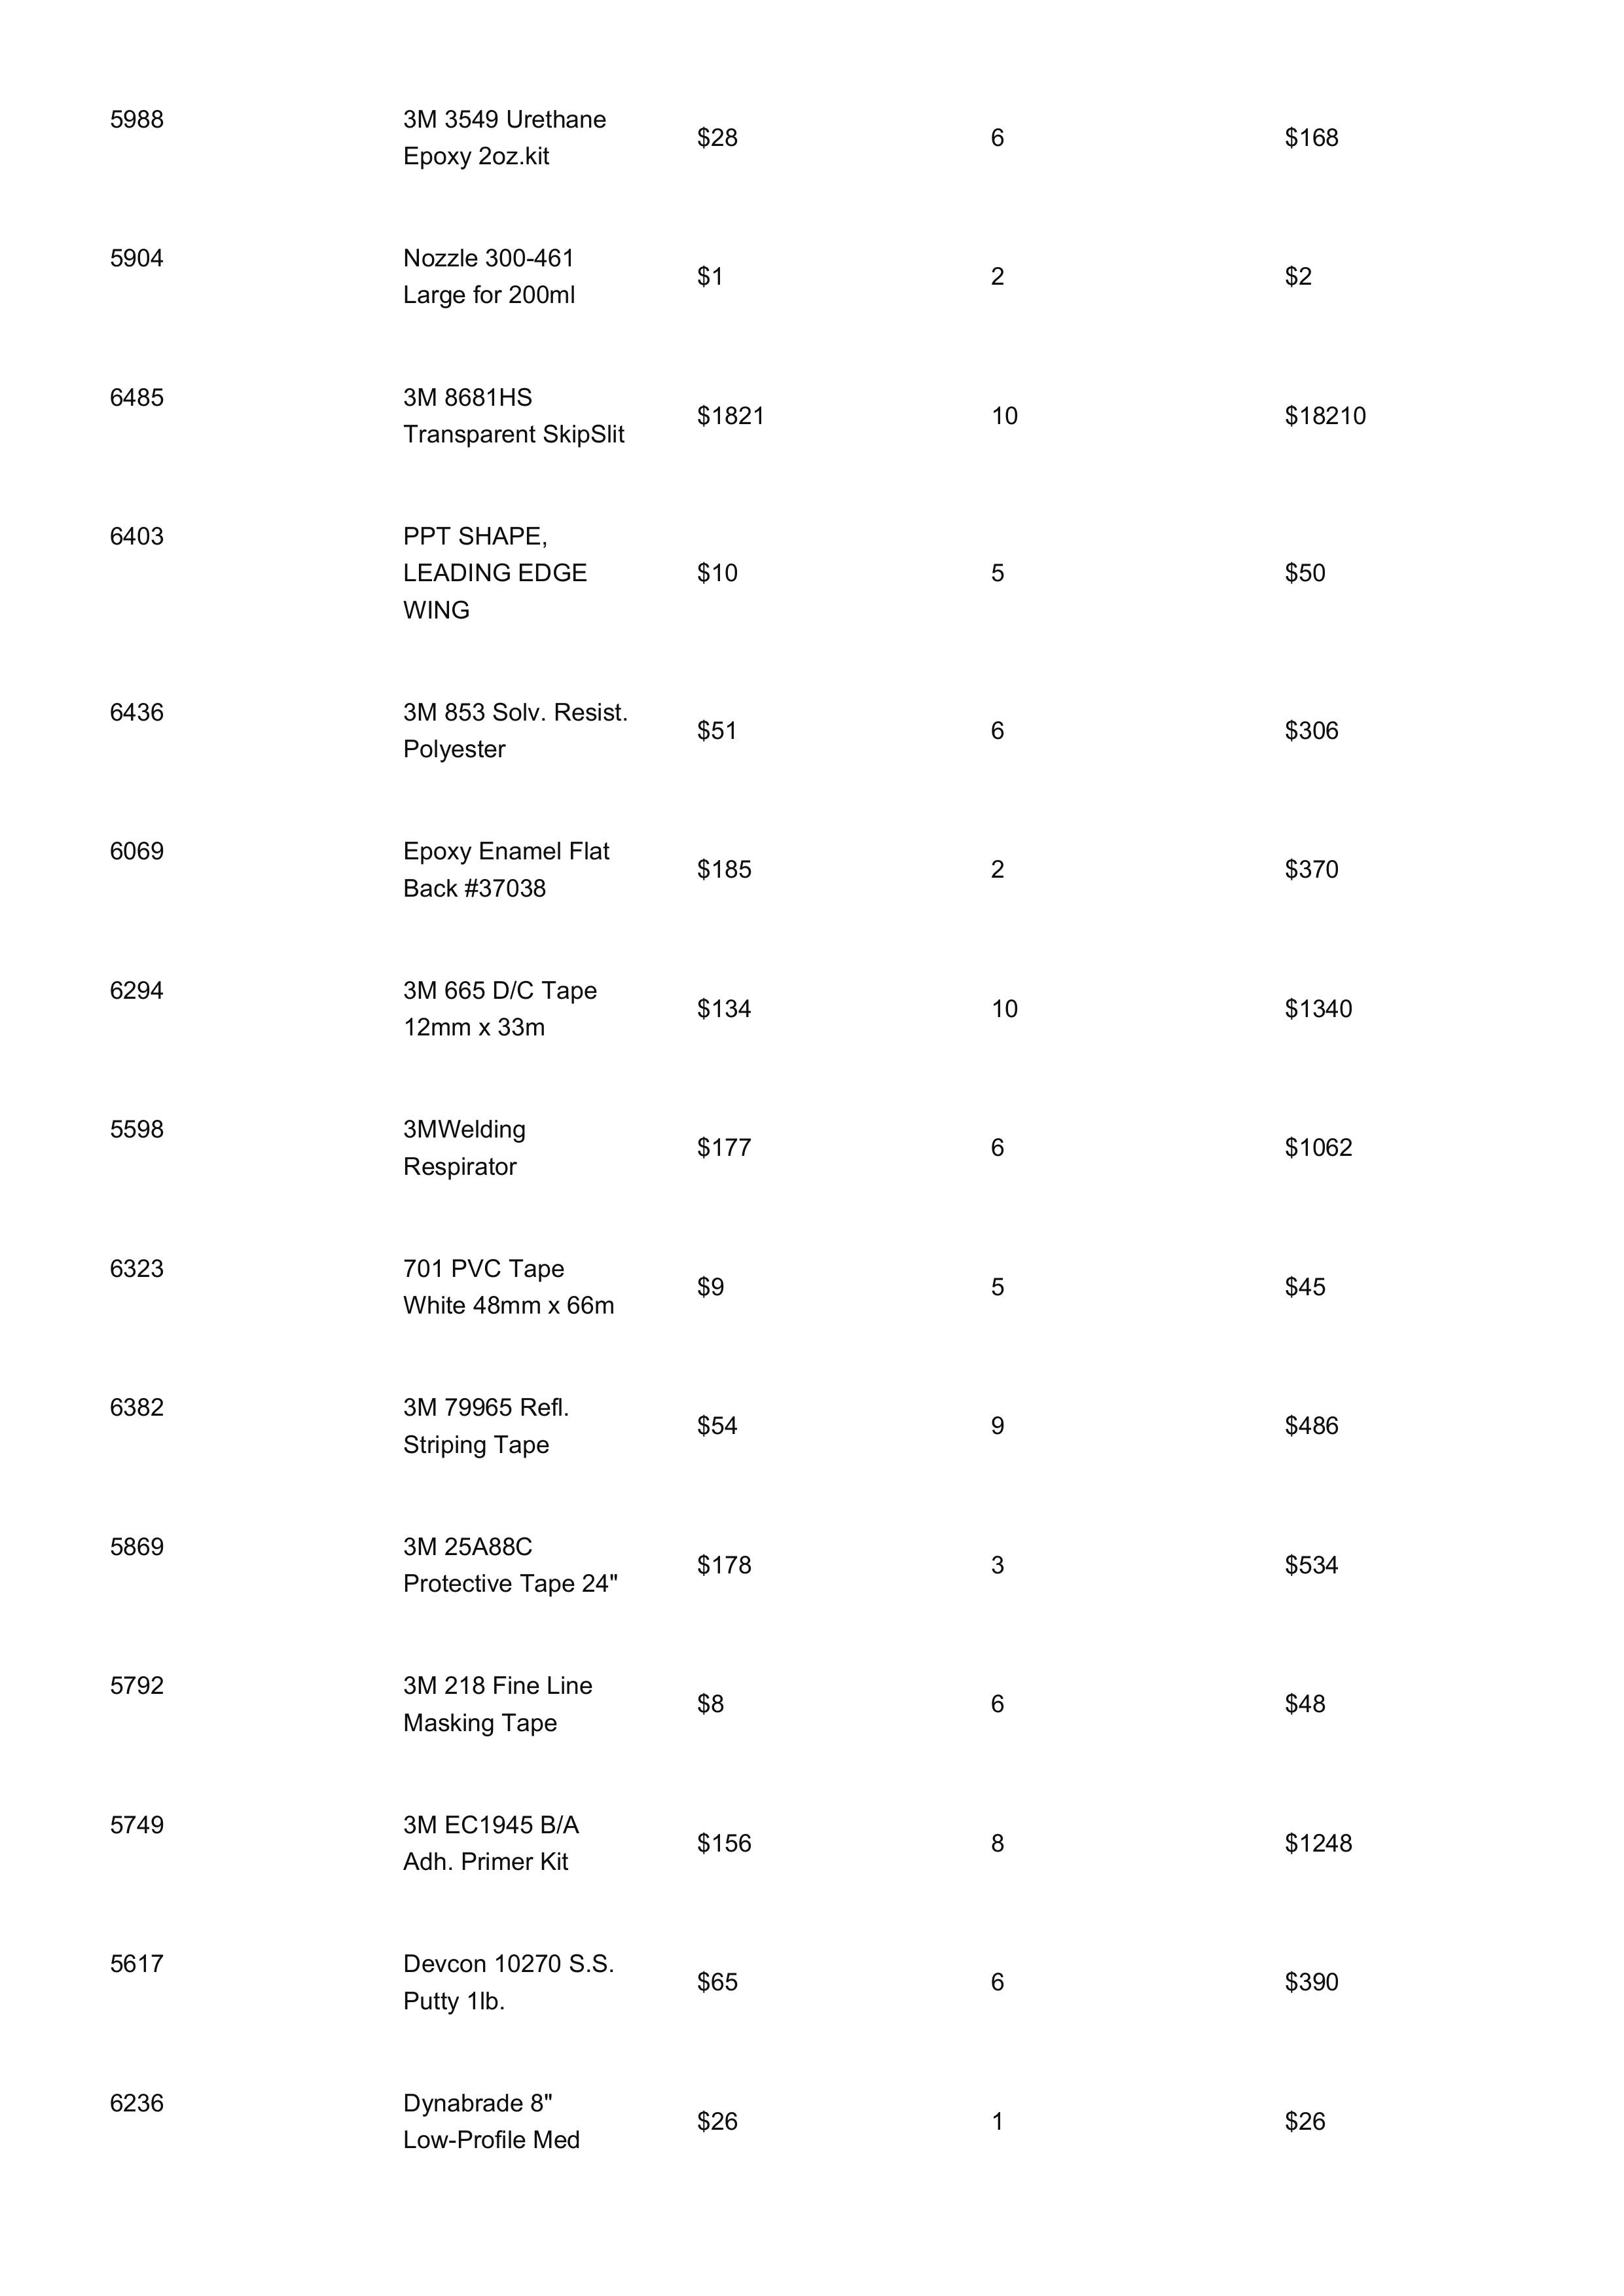 5988
3M 3549 Urethane
Epoxy 2oz.kit
$28
6
$168
5904
Nozzle 300-461
Large for 200ml
$1
2
$2
6485
3M 8681HS
Transparent SkipSlit
$1821
10
$18210
6403
PPT SHAPE,
LEADING EDGE
WING
$10
5
$50
6436
3M 853 Solv. Resist.
Polyester
$51
6
$306
6069
Epoxy Enamel Flat
Back #37038
$185
2
$370
6294
3M 665 D/C Tape
12mm x 33m
$134
10
$1340
5598
3MWelding
Respirator
$177
6
$1062
6323
701 PVC Tape
White 48mm x 66m
$9
5
$45
6382
3M 79965 Refl.
Striping Tape
$54
9
$486
5869
3M 25A88C
Protective Tape 24"
$178
3
$534
5792
3M 218 Fine Line
Masking Tape
$8
6
$48
5749
3M EC1945 B/A
Adh. Primer Kit
$156
8
$1248
5617
Devcon 10270 S.S.
Putty 1lb.
$65
6
$390
6236
Dynabrade 8"
Low-Profile Med
$26
1
$26